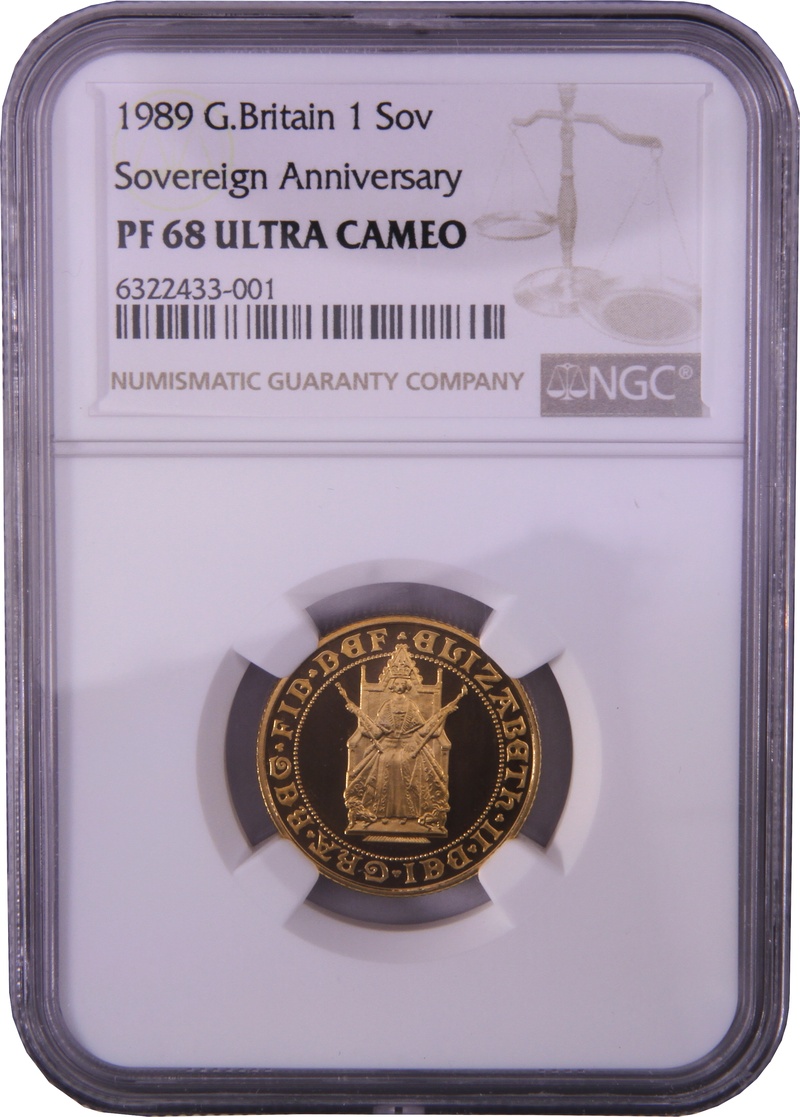 1989 G.Britain 1 Sov
Sovereign Anniversary
PF 68 ULTRA CAMEO
6322433-001
NUMISMATIC GUARANTY COMPANY
NGC®
ELIZABETH·II·DEI·GRA·REG·FID·DEF